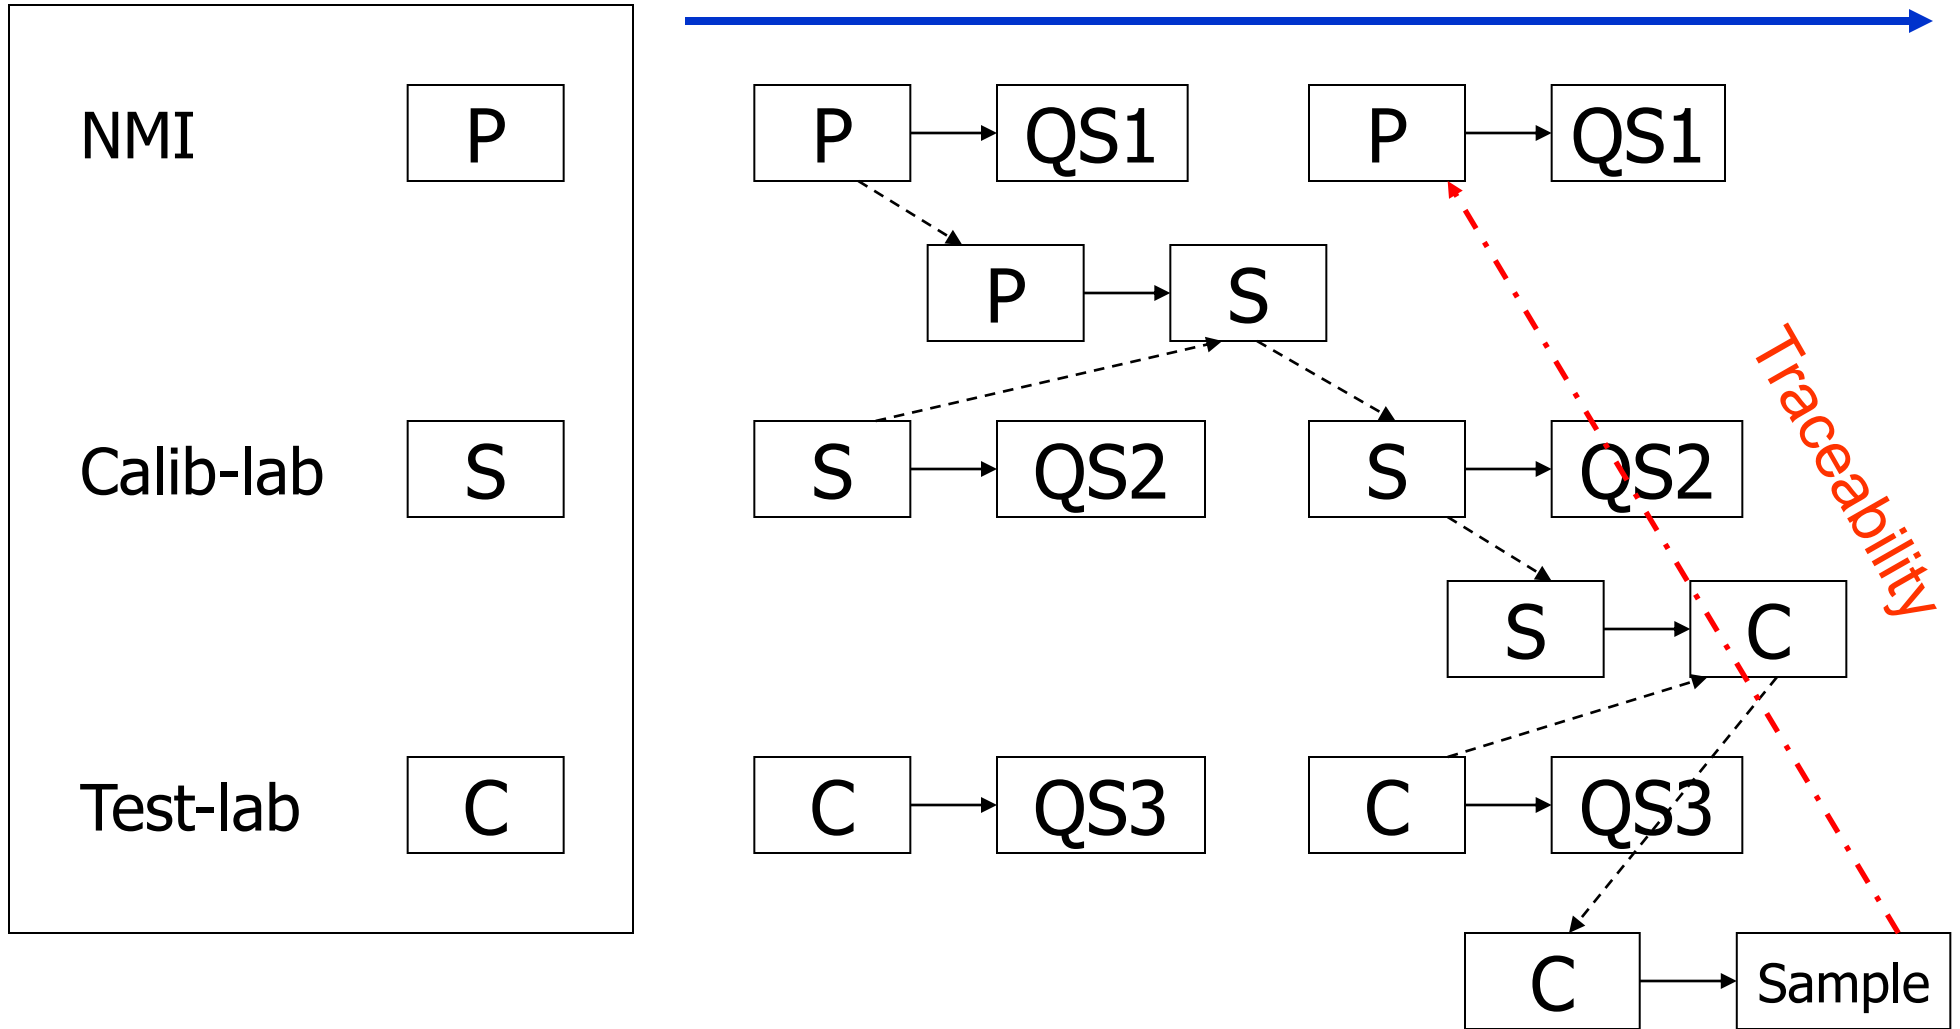 NMI P P QS1 P QS1
P S
Calib-lab S S QS2 S QS2
Traceability
S C
Test-lab C C QS3 C QS3
C Sample